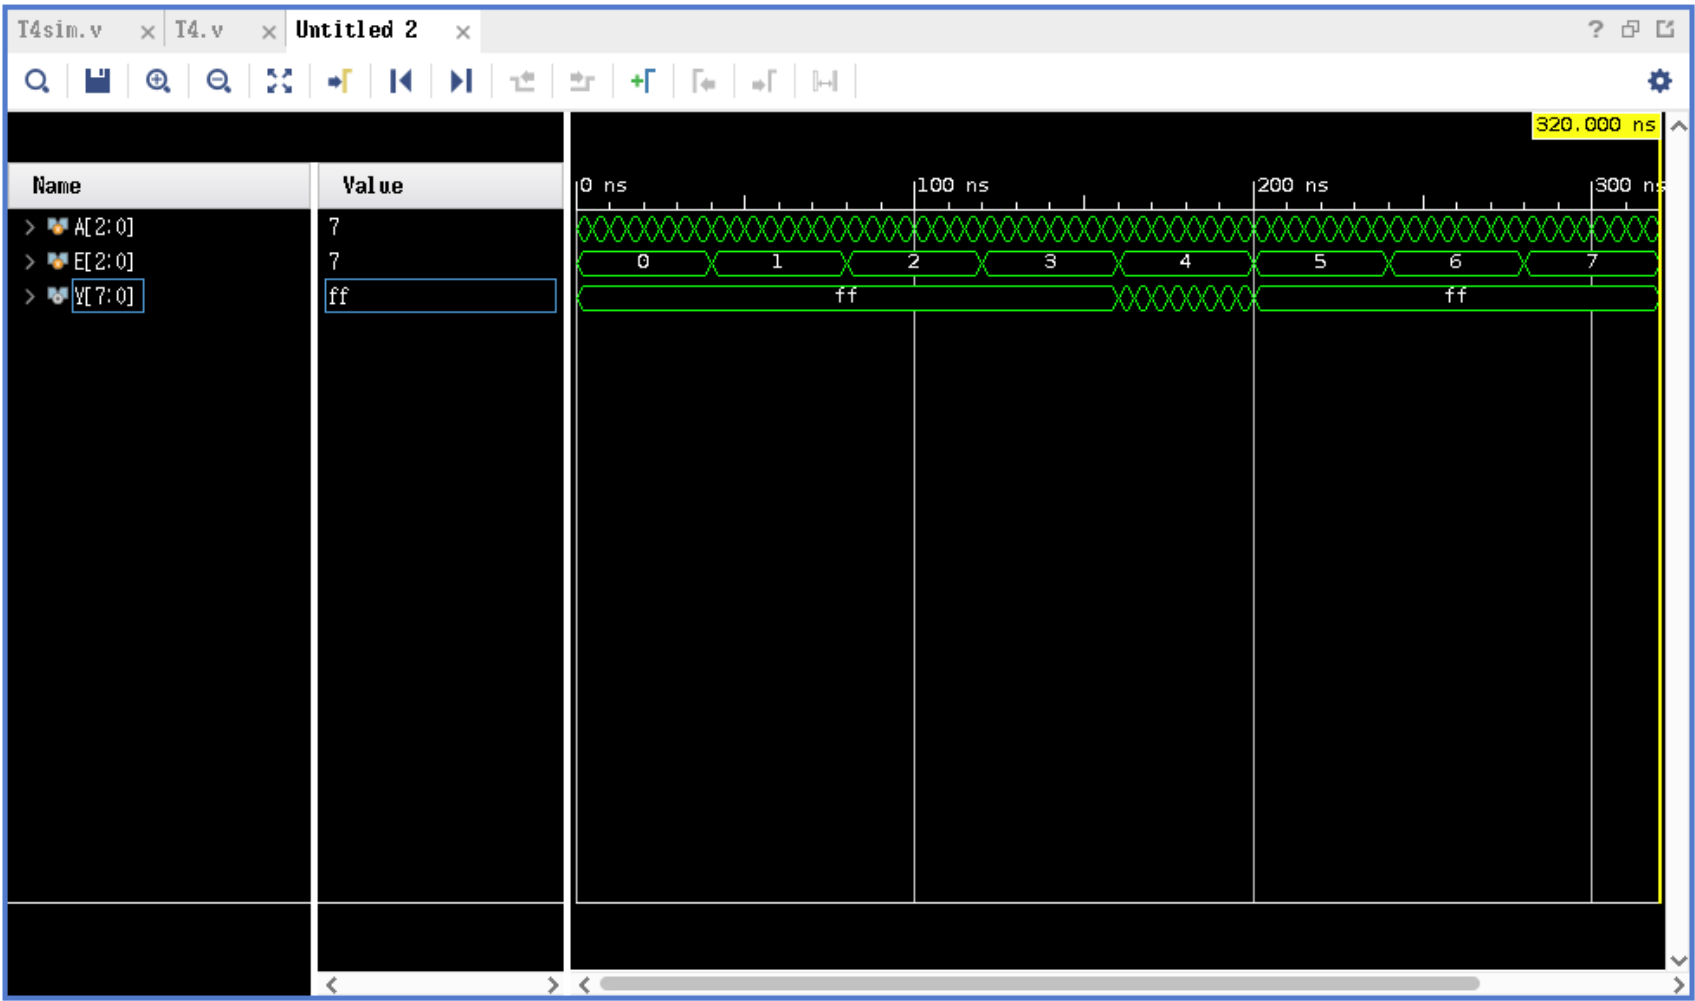 T4sim.v × T4.v × Untitled 2 ×
320.000 ns
Name Value
0 ns 100 ns 200 ns 300 ns
A[2:0] 7
E[2:0] 7 0 1 2 3 4 5 6 7
Y[7:0] ff ff ff